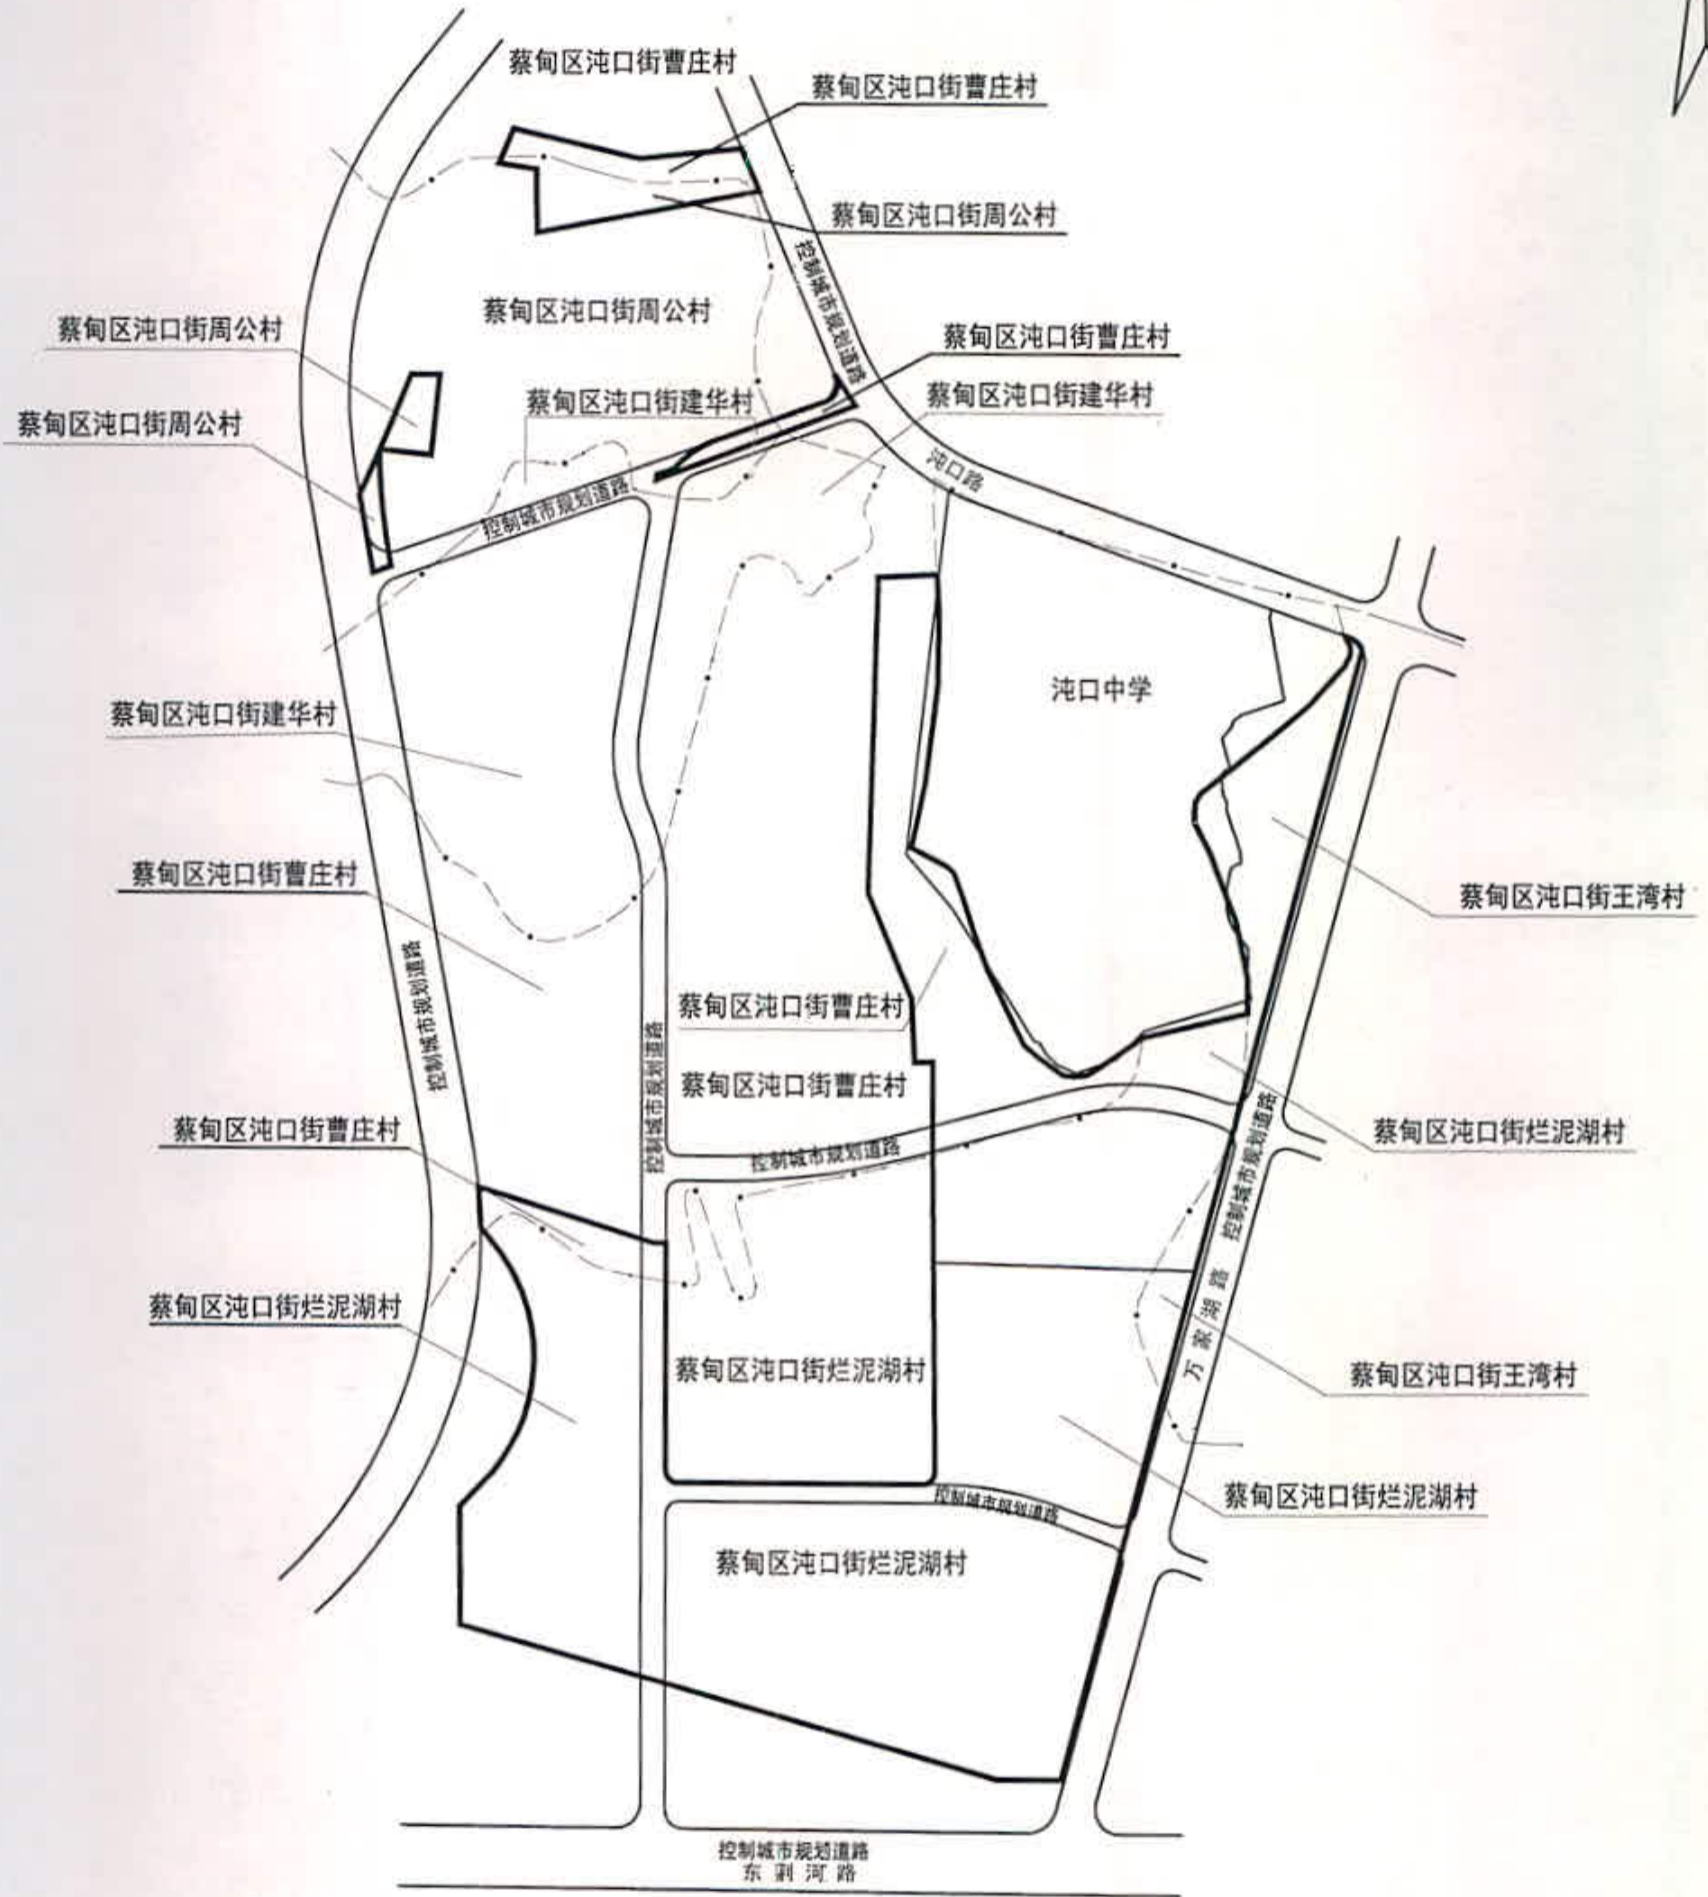 蔡甸区沌口街曹庄村
蔡甸区沌口街曹庄村
蔡甸区沌口街周公村
控制城市规划道路
蔡甸区沌口街周公村
蔡甸区沌口街周公村
蔡甸区沌口街曹庄村
蔡甸区沌口街建华村
蔡甸区沌口街建华村
蔡甸区沌口街周公村
沌口路
控制城市规划道路
沌口中学
蔡甸区沌口街建华村
蔡甸区沌口街曹庄村
蔡甸区沌口街王湾村
控制城市规划道路
蔡甸区沌口街曹庄村
控制城市规划道路
蔡甸区沌口街曹庄村
蔡甸区沌口街曹庄村
蔡甸区沌口街烂泥湖村
控制城市规划道路
控制城市规划道路
蔡甸区沌口街烂泥湖村
万家湖路
蔡甸区沌口街烂泥湖村
蔡甸区沌口街王湾村
蔡甸区沌口街烂泥湖村
控制城市规划道路
蔡甸区沌口街烂泥湖村
控制城市规划道路
东荆河路